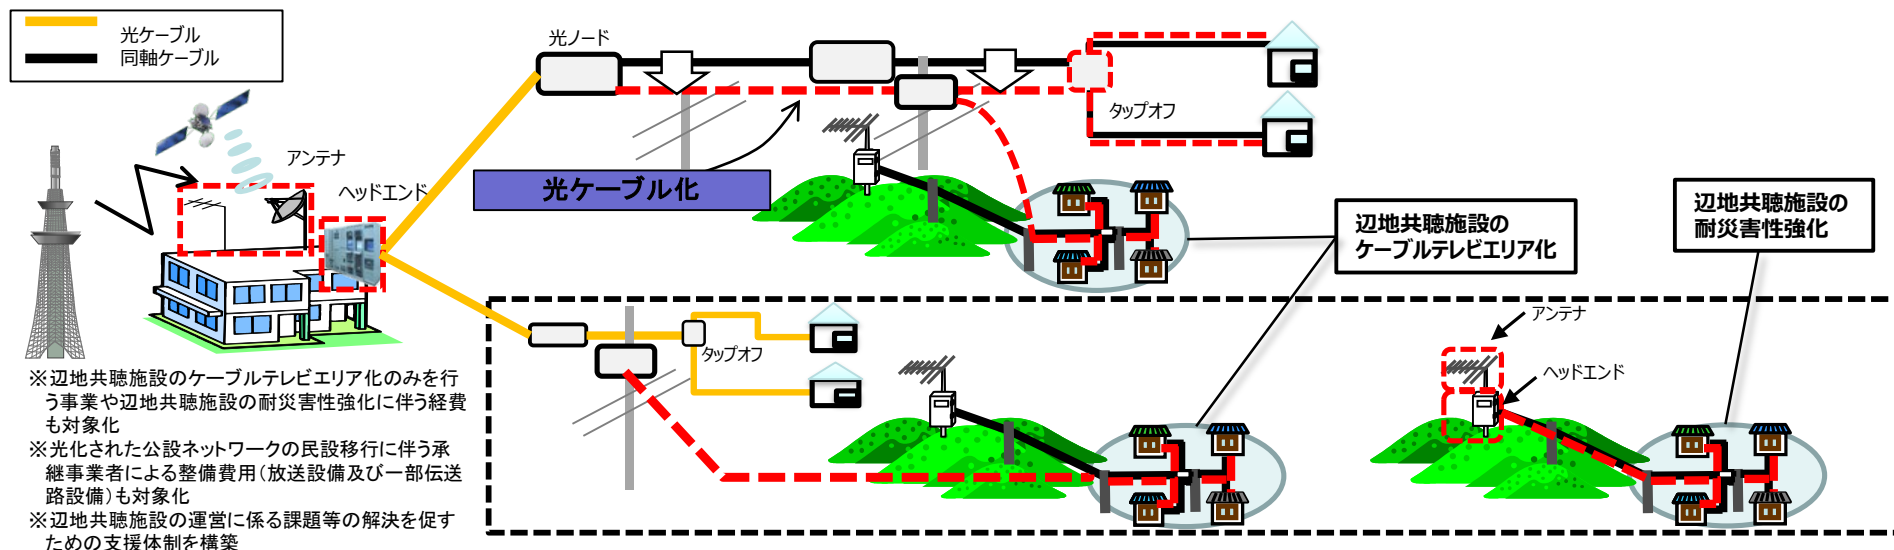 光ケーブル
同軸ケーブル
光ノード
タップオフ
アンテナ
ヘッドエンド
光ケーブル化
辺地共聴施設の
ケーブルテレビエリア化
辺地共聴施設の
耐災害性強化
アンテナ
ヘッドエンド
タップオフ
※辺地共聴施設のケーブルテレビエリア化のみを行
う事業や辺地共聴施設の耐災害性強化に伴う経費
も対象化
※光化された公設ネットワークの民設移行に伴う承
継事業者による整備費用(放送設備及び一部伝送
路設備)も対象化
※辺地共聴施設の運営に係る課題等の解決を促す
ための支援体制を構築